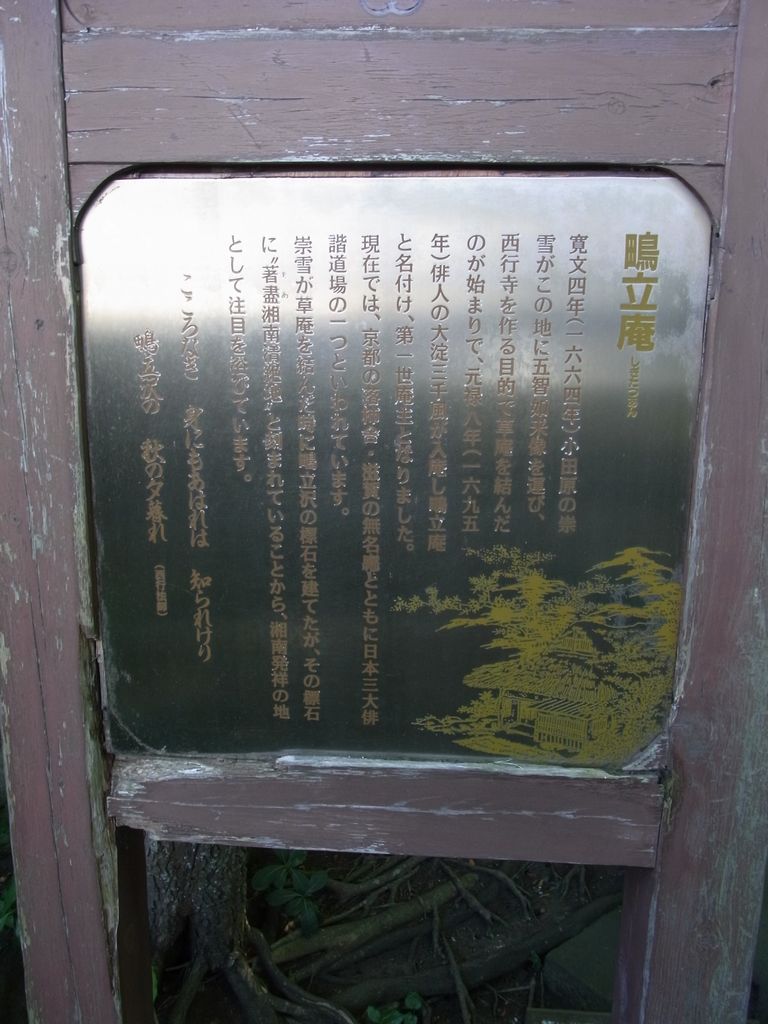 鴫立庵 しぎたつあん
寛文四年(一六六四年)小田原の崇
雪がこの地に五智如来像を運び、
西行寺を作る目的で草庵を結んだ
のが始まりで、元禄八年(一六九五
年)俳人の大淀三千風が入庵し鴫立庵
と名付け、第一世庵主となりました。
現在では、京都の落柿舎・滋賀の無名庵とともに日本三大俳
諧道場の一つといわれています。
崇雪が草庵を結んだ時に鴫立沢の標石を建てたが、その標石
に〝著盡湘南清絶地〟と刻まれていることから、湘南発祥の地
として注目を浴びています。
こころなき 身にもあはれは 知られけり
鴫立沢の 秋の夕暮れ (西行法師)